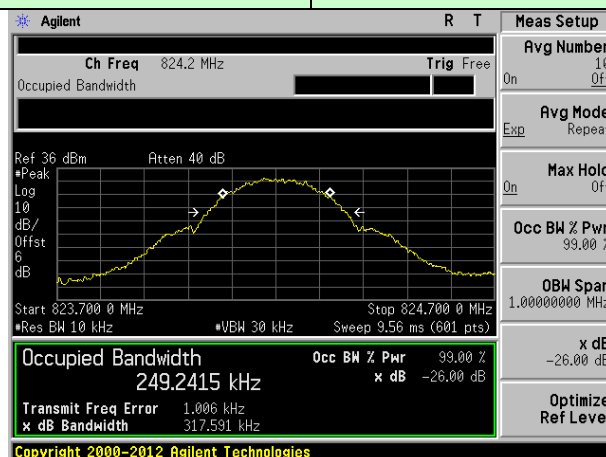 Agilent R T
Ch Freq 824.2 MHz Trig Free
Occupied Bandwidth
Ref 36 dBm Atten 40 dB
#Peak
Log
10
dB/
Offst
6
dB
Start 823.700 0 MHz Stop 824.700 0 MHz
#Res BW 10 kHz #VBW 30 kHz Sweep 9.56 ms (601 pts)
Occupied Bandwidth Occ BW % Pwr 99.00 %
249.2415 kHz x dB -26.00 dB
Transmit Freq Error 1.006 kHz
x dB Bandwidth 317.591 kHz
Copyright 2000-2012 Agilent Technologies
Meas Setup
Avg Number
10
On Of
Avg Mode
Exp Repea
Max Hold
On Of
Occ BW % Pwr
99.00 %
OBW Span
1.00000000 MHz
x dB
-26.00 dB
Optimize
Ref Level